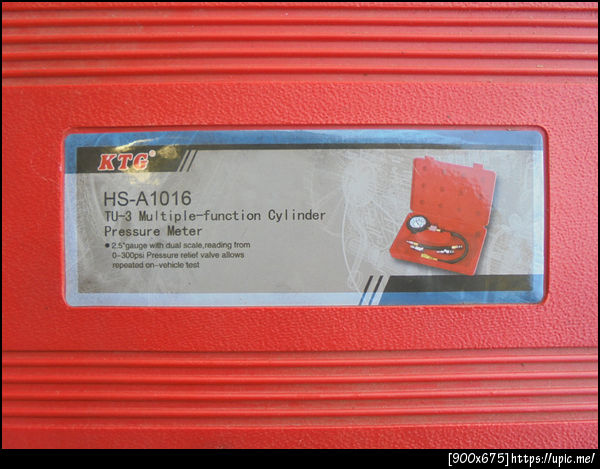 KTG®
HS-A1016
TU-3 Multiple-function Cylinder
Pressure Meter
● 2.5"gauge with dual scale,reading from
0-300psi Pressure relief valve allows
repeated on-vehicle test
[900x675]https://upic.me/